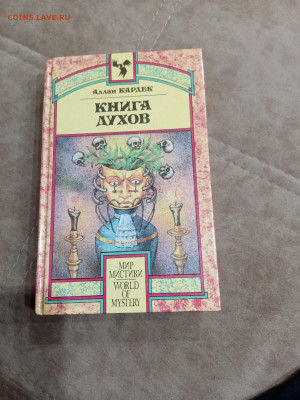 COINS.LAVE.RU
Аллан КАРДЕК
КНИГА
ДУХОВ
МИР
МИСТИКИ
WORLD
OF
MYSTERY